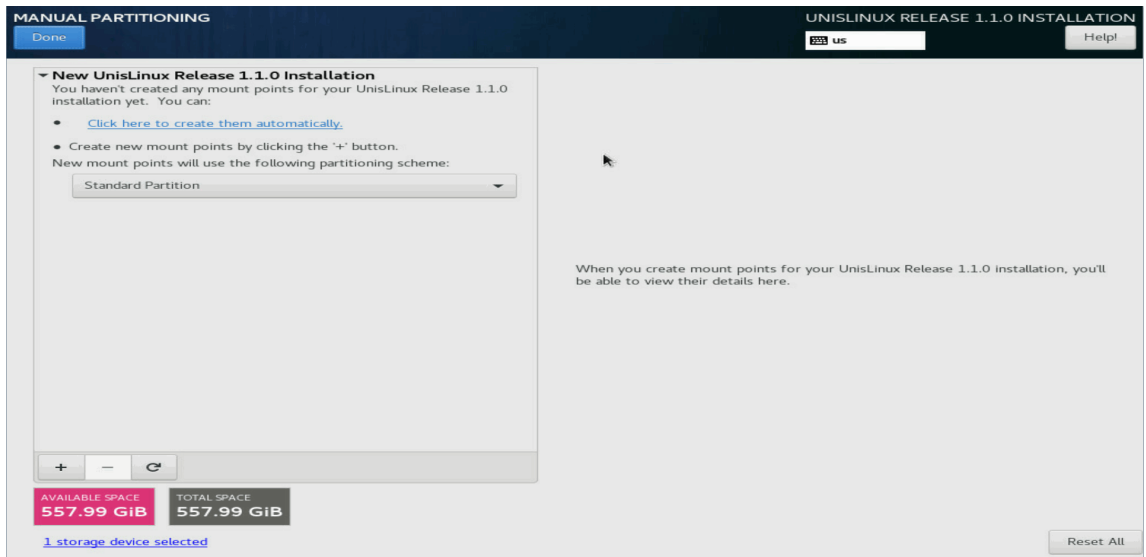 MANUAL PARTITIONING
Done
UNISLINUX RELEASE 1.1.0 INSTALLATION
us
Help!
New UnisLinux Release 1.1.0 Installation
You haven't created any mount points for your UnisLinux Release 1.1.0
installation yet. You can:
• Click here to create them automatically.
• Create new mount points by clicking the '+' button.
New mount points will use the following partitioning scheme:
Standard Partition
When you create mount points for your UnisLinux Release 1.1.0 installation, you'll
be able to view their details here.
+ −
AVAILABLE SPACE
557.99 GiB
TOTAL SPACE
557.99 GiB
1 storage device selected
Reset All